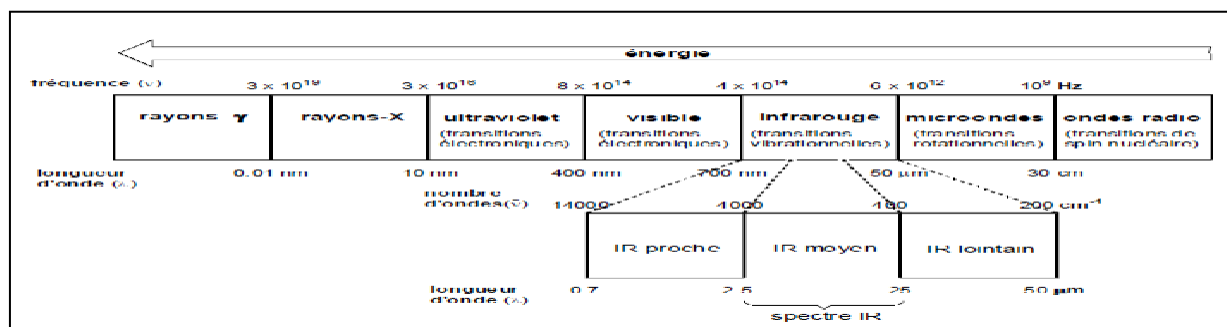 énergie
fréquence (ν) 3 × 10¹⁹ 3 × 10¹⁶ 8 × 10¹⁴ 4 × 10¹⁴ 6 × 10¹² 10⁹ Hz
rayons γ rayons-X ultraviolet visible infrarouge microondes ondes radio
(transitions électroniques) (transitions électroniques) (transitions vibrationnelles) (transitions rotationnelles) (transitions de spin nucléaire)
longueur d'onde (λ) 0.01 nm 10 nm 400 nm 700 nm 50 µm 30 cm
nombre d'ondes(ν̄) 14000 4000 400 200 cm⁻¹
IR proche IR moyen IR lointain
longueur d'onde (λ) 0.7 2.5 25 50 µm
spectre IR